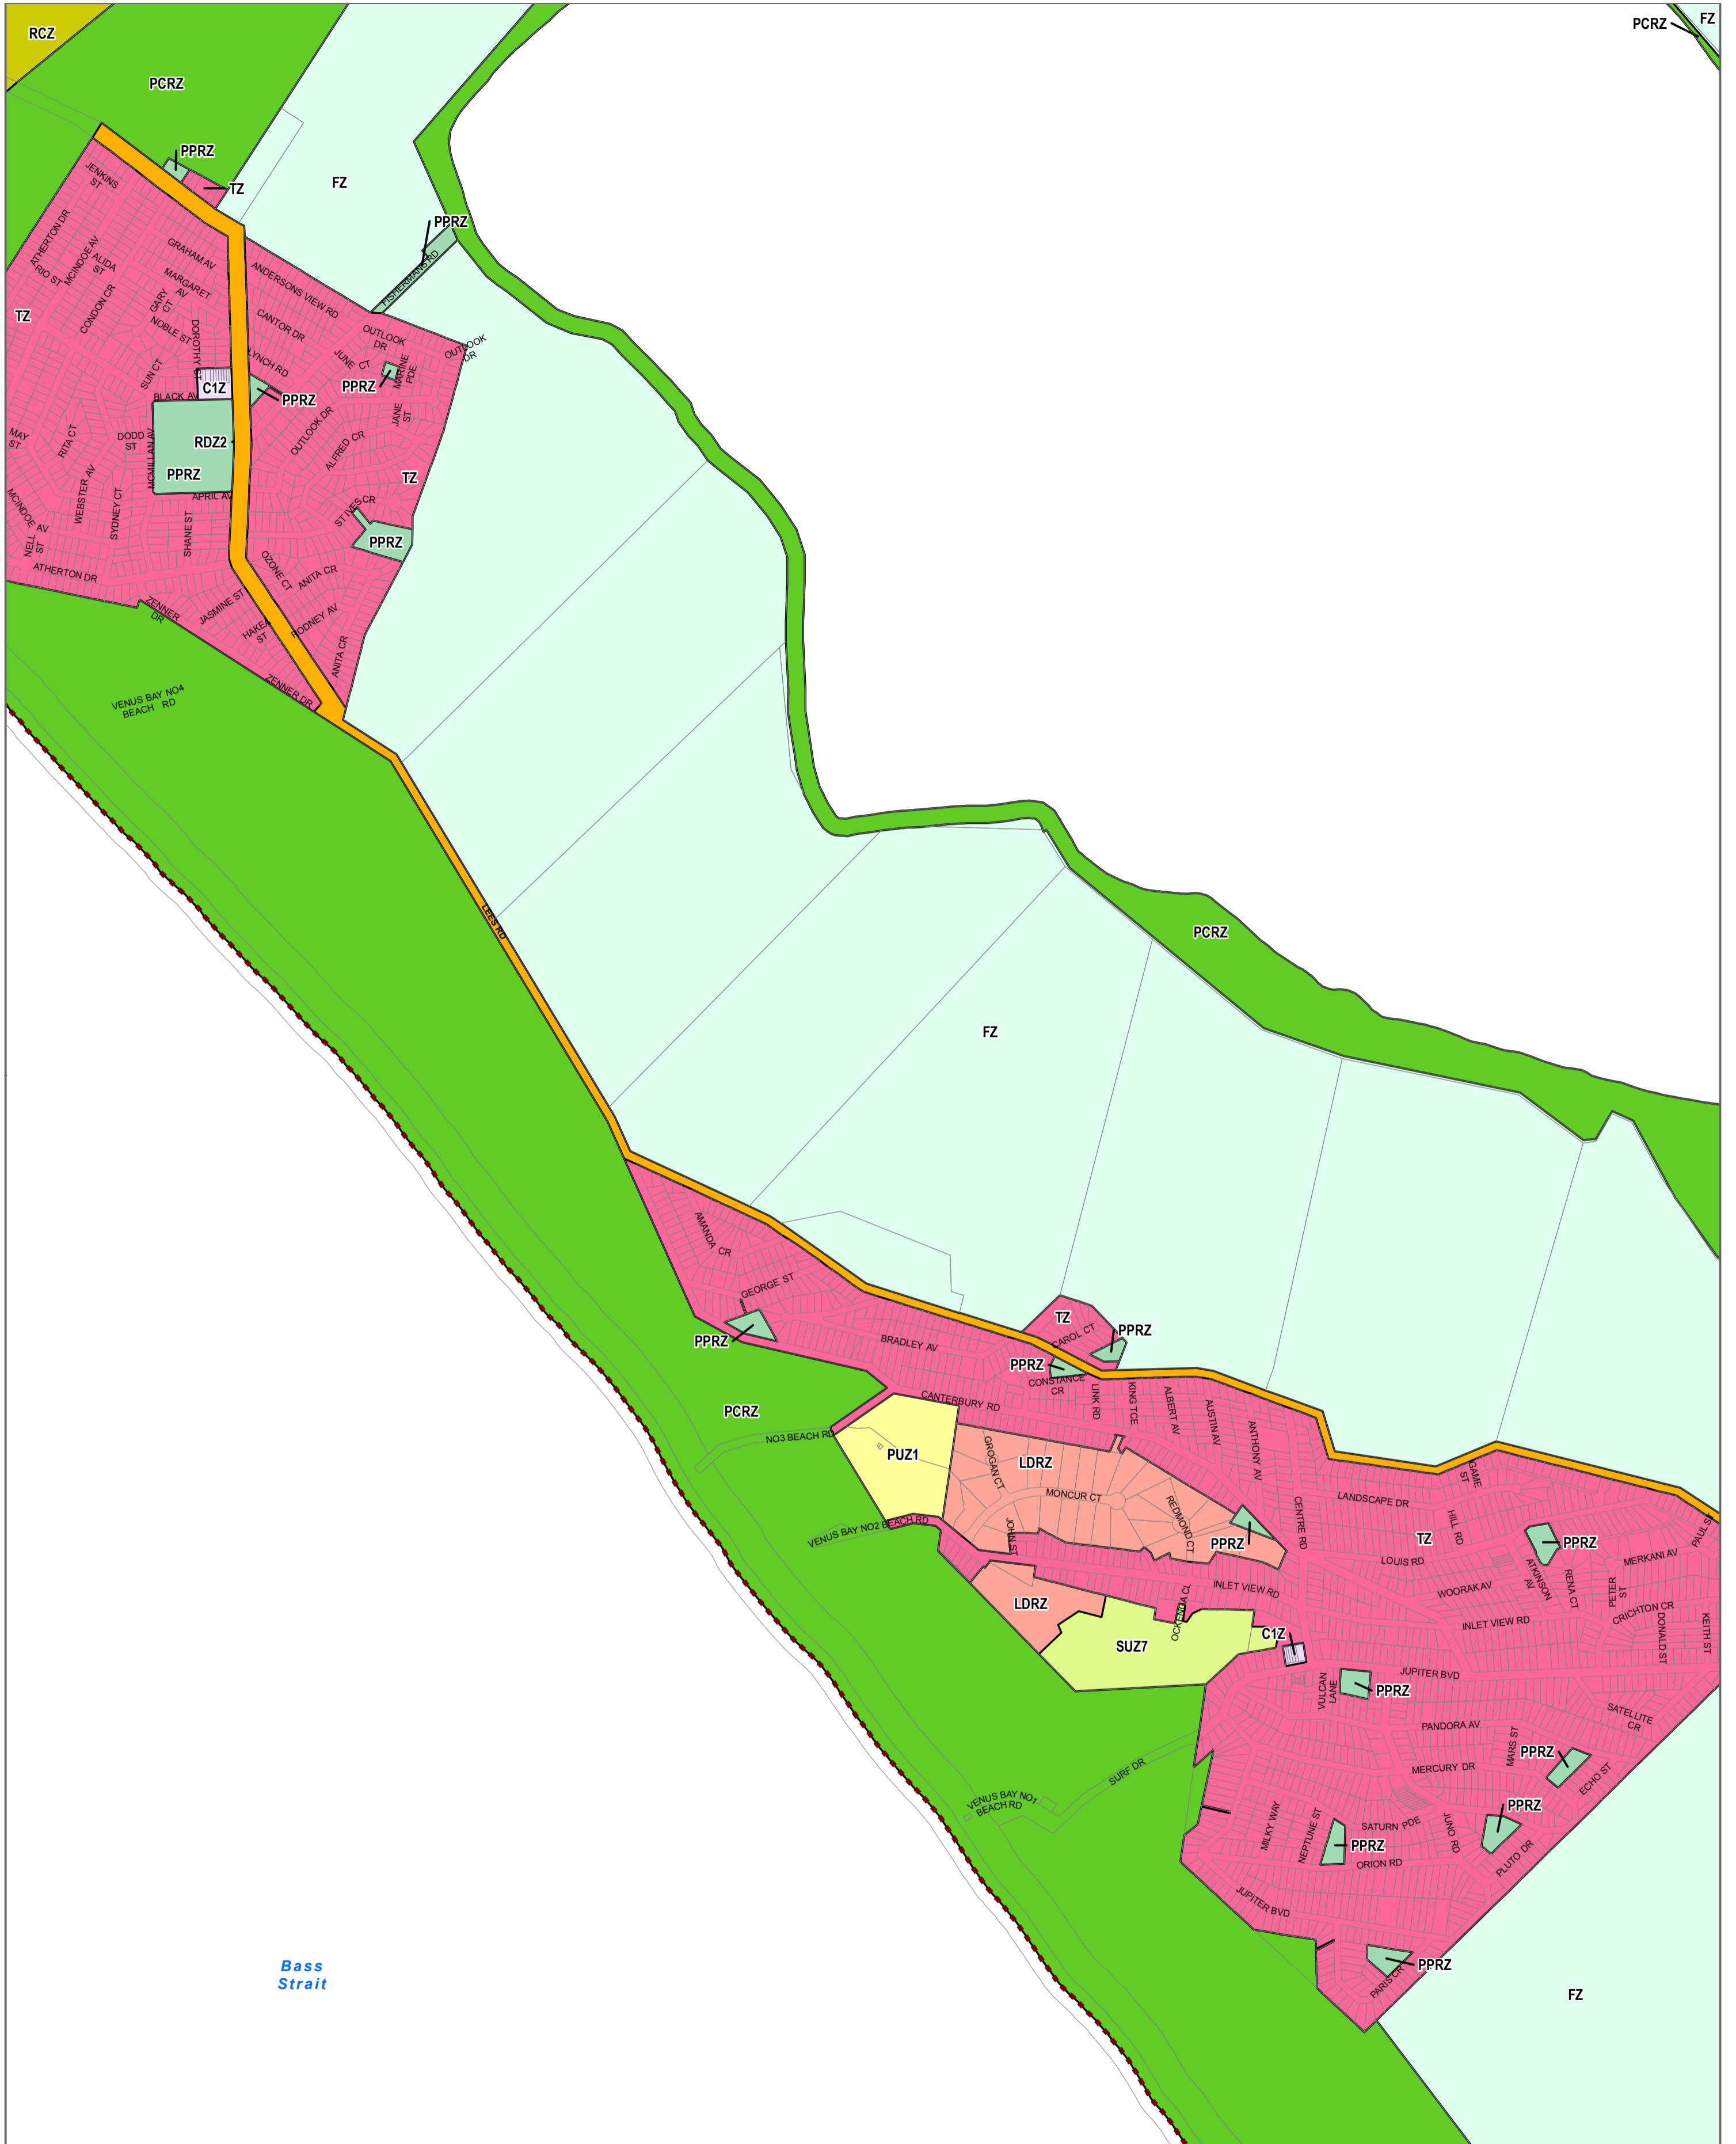 RCZ
PCRZ
FZ
PCRZ
PPRZ
TZ
FZ
PPRZ
FISHERMANS RD
JENKINS
ST
ATHERTON DR
RIO ST
MCINDOE AV
ALIDA
ST
CONDON CR
GRAHAM AV
MARGARET
AV
GARY
CT
NOBLE ST
DOROTHY CT
ANDERSONS VIEW RD
CANTOR DR
LYNCH RD
OUTLOOK
DR
OUTLOOK
DR
JUNE CT
MARINE
PDE
TZ
SUN CT
C1Z
PPRZ
PPRZ
BLACK AV
JANE
ST
OUTLOOK DR
ALFRED CR
MAY
ST
RITA CT
DODD
ST
MCMILLAN AV
RDZ2
PPRZ
TZ
WEBSTER AV
SYDNEY CT
APRIL AV
SHANE ST
ST IVES CR
PPRZ
MCINDOE AV
NELL
ST
ATHERTON DR
OZONE CT
ANITA CR
JASMINE ST
HAKEA
ST
RODNEY AV
ANITA CR
ZENNER
DR
ZENNER DR
VENUS BAY NO4
BEACH RD
LEES RD
PCRZ
FZ
AMANDA CR
GEORGE ST
PPRZ
BRADLEY AV
TZ
CAROL CT
PPRZ
PPRZ
CONSTANCE
CR
LINK RD
KING TCE
ALBERT AV
AUSTIN AV
ANTHONY AV
CANTERBURY RD
PCRZ
NO3 BEACH RD
PUZ1
GROGAN CT
LDRZ
MONCUR CT
REDMOND CT
JOHN ST
PPRZ
CENTRE RD
VENUS BAY NO2 BEACH RD
LANDSCAPE DR
GAME
ST
HILL RD
TZ
LOUIS RD
PPRZ
PAUL ST
MERKANI AV
ATKINSON
AV
RENA CT
PETER
ST
WOORAK AV
INLET VIEW RD
INLET VIEW RD
CRICHTON CR
DONALD ST
KEITH ST
LDRZ
SUZ7
OCKENGA CL
C1Z
JUPITER BVD
VULCAN
LANE
PPRZ
SATELLITE
CR
PANDORA AV
MARS ST
PPRZ
MERCURY DR
ECHO ST
SURF DR
VENUS BAY NO1
BEACH RD
MILKY WAY
NEPTUNE ST
SATURN PDE
JUNO RD
PPRZ
PPRZ
ORION RD
PLUTO DR
JUPITER BVD
PPRZ
PARIS CR
FZ
Bass
Strait